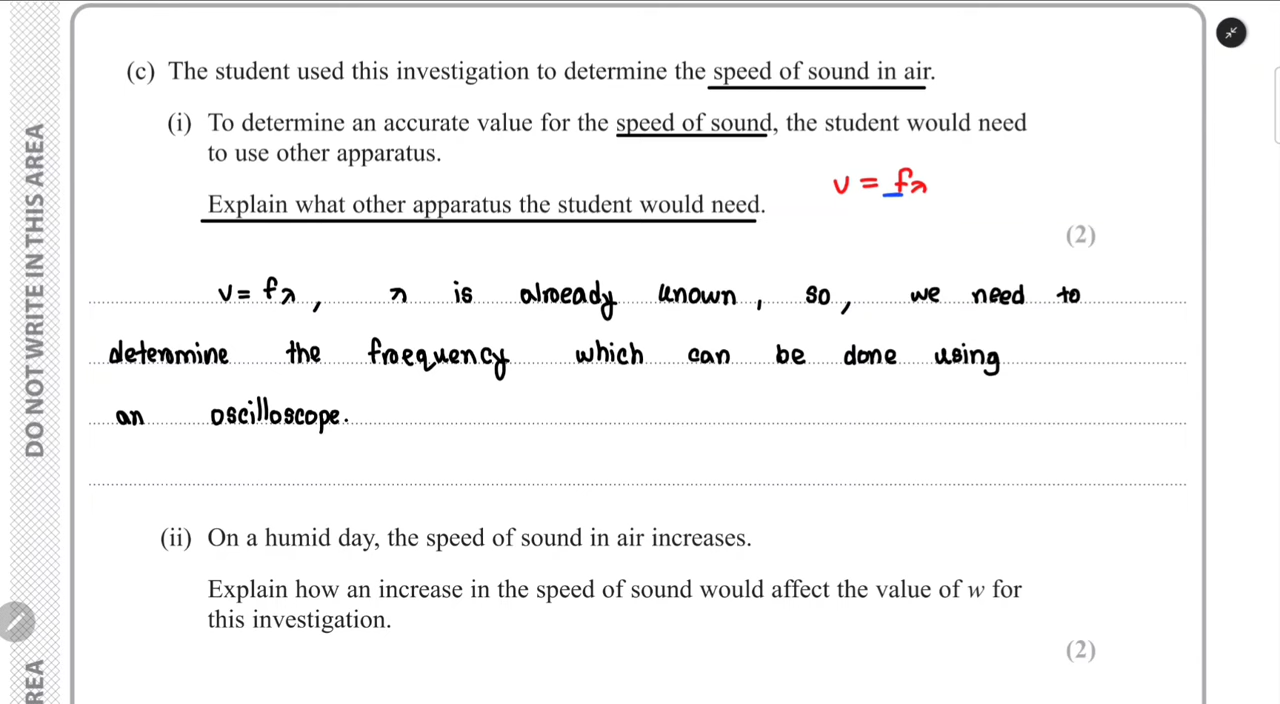 (c) The student used this investigation to determine the speed of sound in air.
(i) To determine an accurate value for the speed of sound, the student would need
to use other apparatus.
v = fλ
Explain what other apparatus the student would need.
(2)
v = fλ, λ is already known, so, we need to
determine the frequency which can be done using
an oscilloscope.
(ii) On a humid day, the speed of sound in air increases.
Explain how an increase in the speed of sound would affect the value of w for
this investigation.
(2)
DO NOT WRITE IN THIS AREA
REA